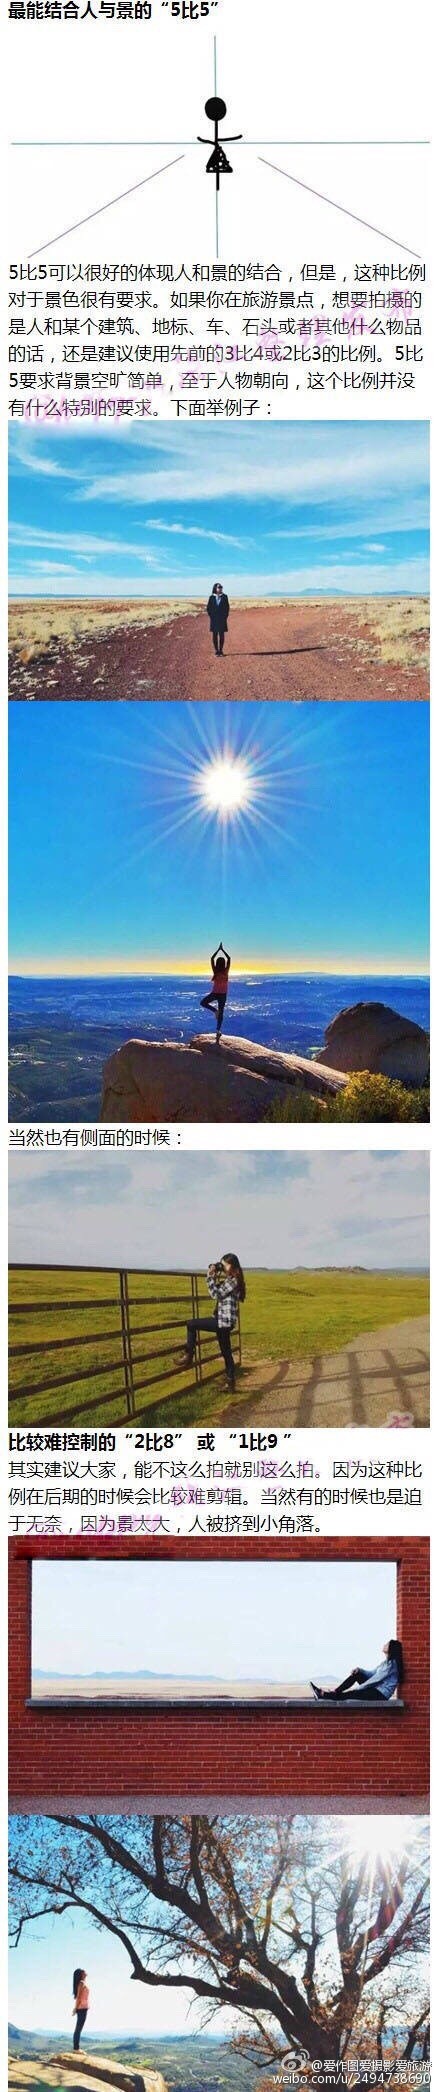 最能结合人与景的“5比5”
5比5可以很好的体现人和景的结合，但是，这种比例
对于景色很有要求。如果你在旅游景点，想要拍摄的
是人和某个建筑、地标、车、石头或者其他什么物品
的话，还是建议使用先前的3比4或2比3的比例。5比
5要求背景空旷简单，至于人物朝向，这个比例并没
有什么特别的要求。下面举例子：
当然也有侧面的时候：
比较难控制的“2比8” 或 “1比9 ”
其实建议大家，能不这么拍就别这么拍。因为这种比
例在后期的时候会比较难剪辑。当然有的时候也是迫
于无奈，因为景太大，人被挤到小角落。
@爱作图爱摄影爱旅游
weibo.com/u/2494738690